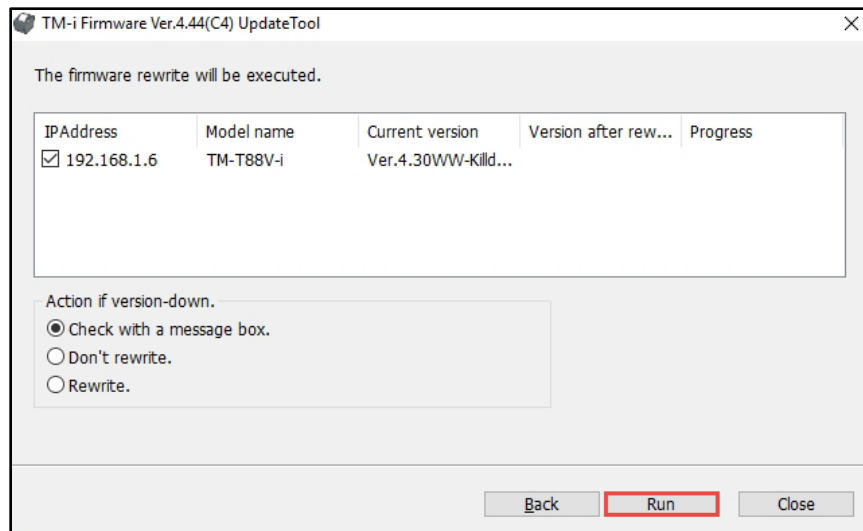 TM-i Firmware Ver.4.44(C4) UpdateTool
The firmware rewrite will be executed.
IPAddress Model name Current version Version after rew... Progress
192.168.1.6 TM-T88V-i Ver.4.30WW-Killd...
Action if version-down.
Check with a message box.
Don't rewrite.
Rewrite.
Back Run Close